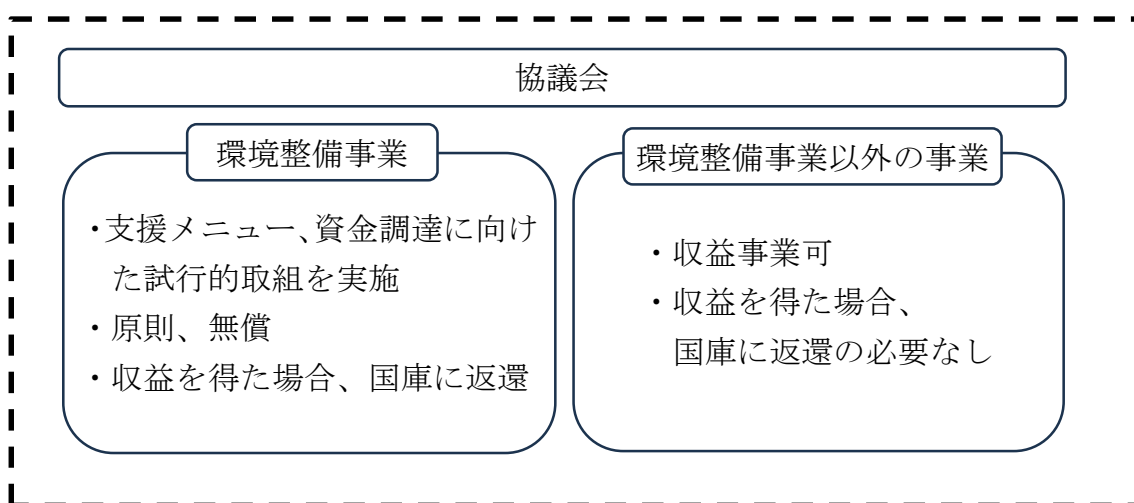 協議会
環境整備事業
・支援メニュー、資金調達に向け
た試行的取組を実施
・原則、無償
・収益を得た場合、国庫に返還
環境整備事業以外の事業
・収益事業可
・収益を得た場合、
国庫に返還の必要なし